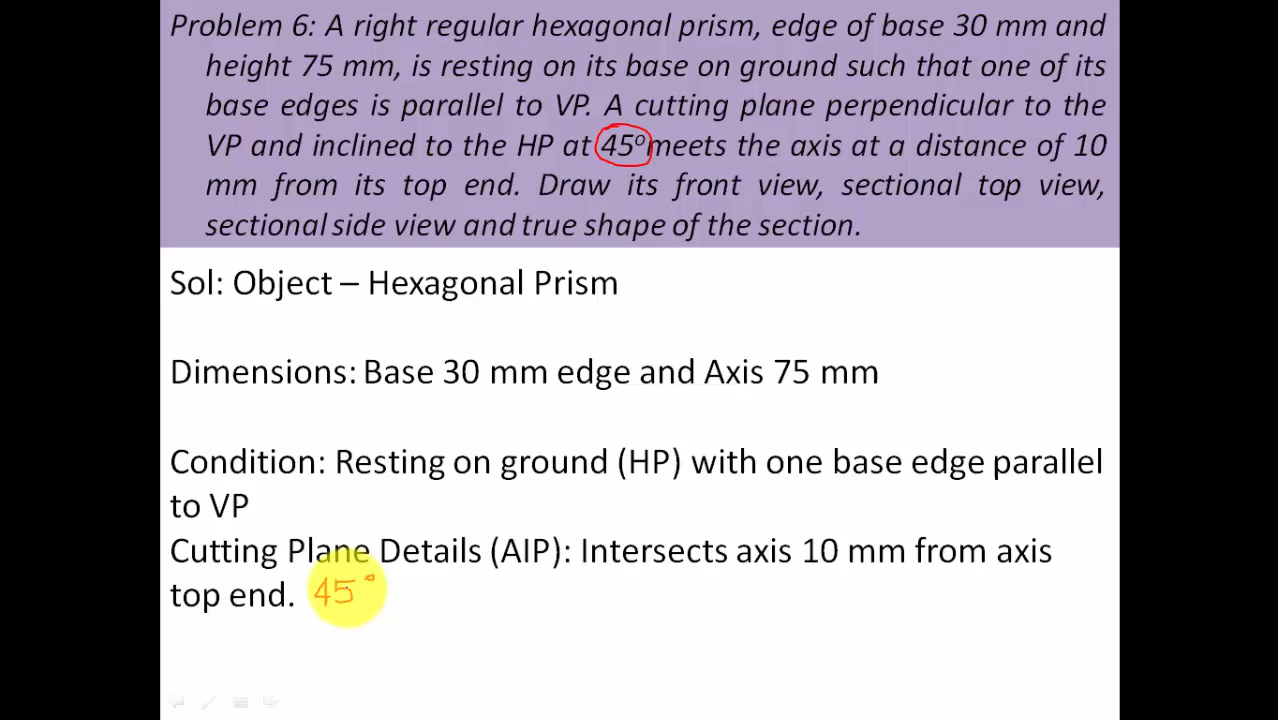 Problem 6: A right regular hexagonal prism, edge of base 30 mm and
height 75 mm, is resting on its base on ground such that one of its
base edges is parallel to VP. A cutting plane perpendicular to the
VP and inclined to the HP at 45° meets the axis at a distance of 10
mm from its top end. Draw its front view, sectional top view,
sectional side view and true shape of the section.
Sol: Object – Hexagonal Prism
Dimensions: Base 30 mm edge and Axis 75 mm
Condition: Resting on ground (HP) with one base edge parallel
to VP
Cutting Plane Details (AIP): Intersects axis 10 mm from axis
top end. 45°